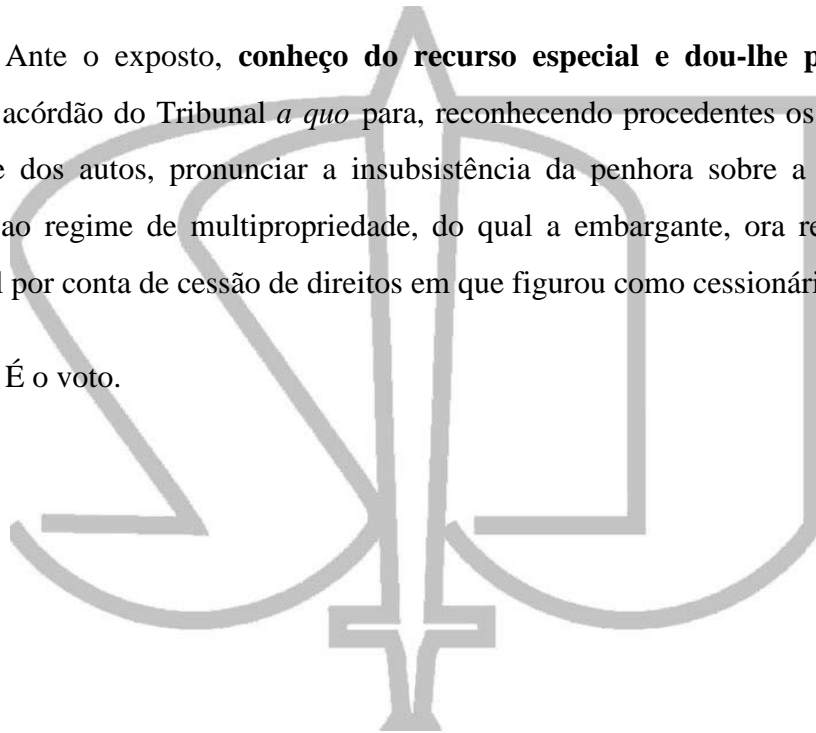 Ante o exposto, conheço do recurso especial e dou-lhe
acórdão do Tribunal a quo para, reconhecendo procedentes os
dos autos, pronunciar a insubsistência da penhora sobre a
ao regime de multipropriedade, do qual a embargante, ora
por conta de cessão de direitos em que figurou como
É o voto.